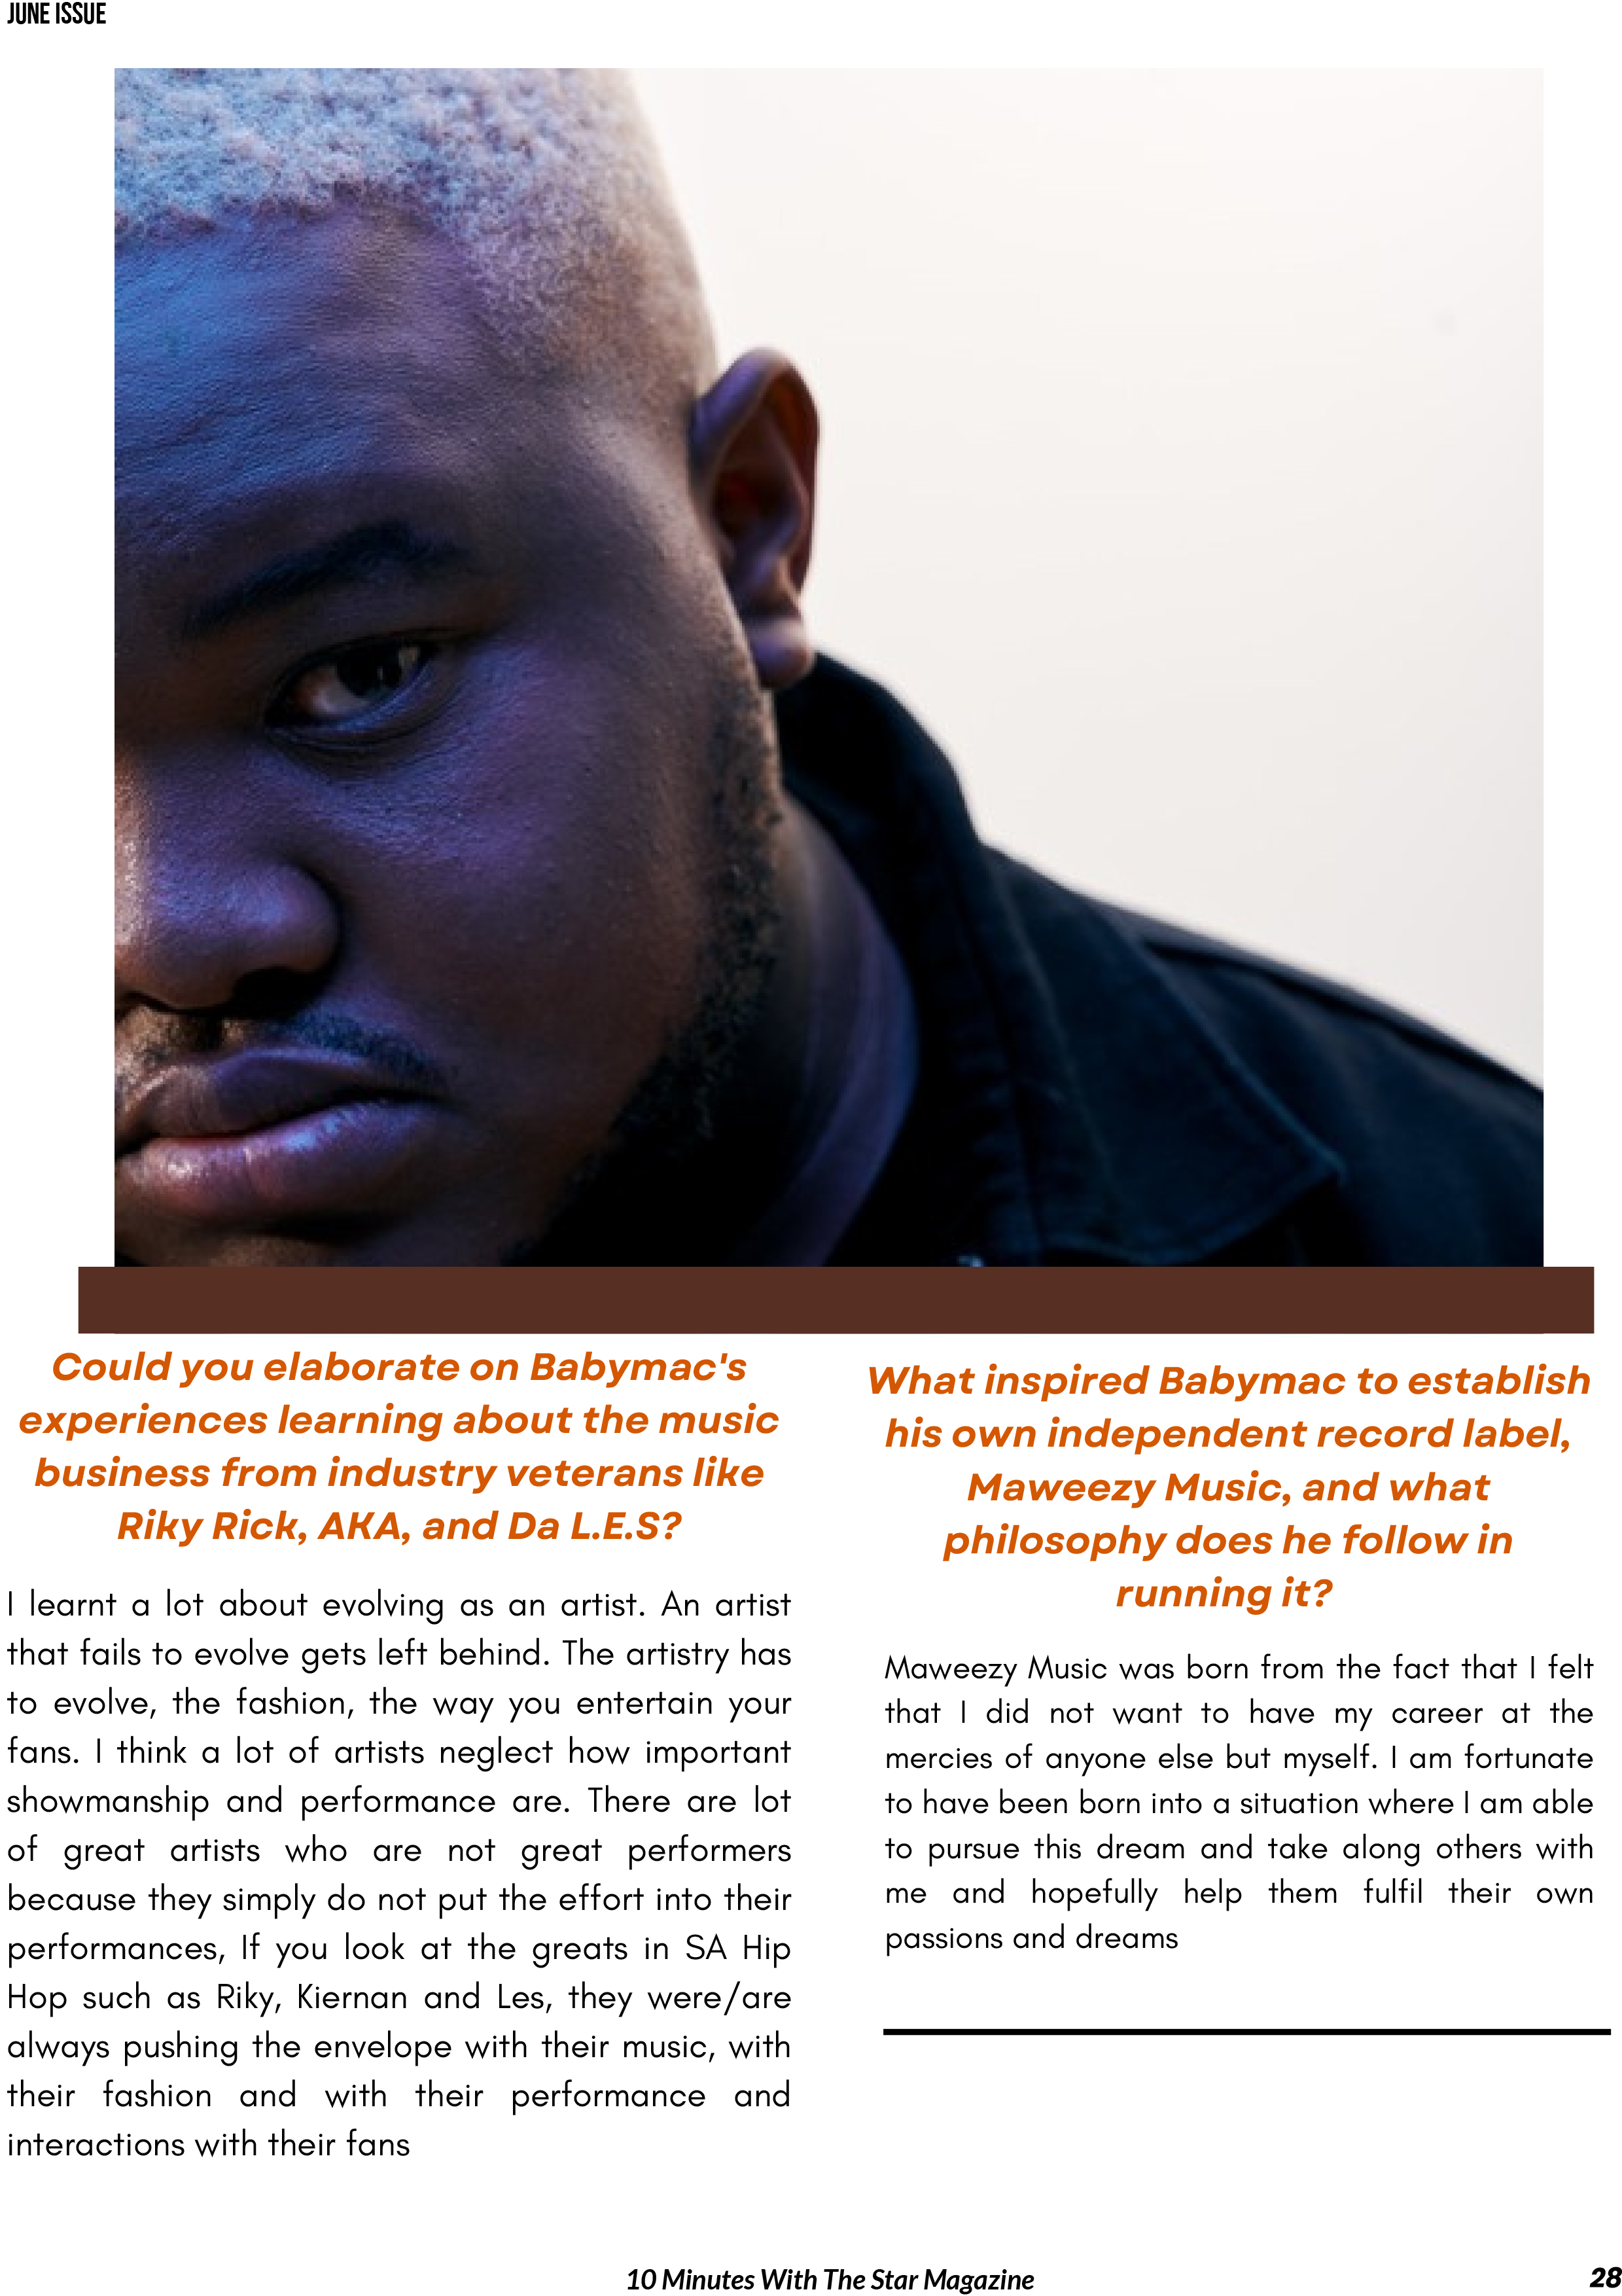 JUNE ISSUE
Could you elaborate on Babymac's
experiences learning about the music
business from industry veterans like
Riky Rick, AKA, and Da L.E.S?
I learnt a lot about evolving as an artist. An artist
that fails to evolve gets left behind. The artistry has
to evolve, the fashion, the way you entertain your
fans. I think a lot of artists neglect how important
showmanship and performance are. There are lot
of great artists who are not great performers
because they simply do not put the effort into their
performances, If you look at the greats in SA Hip
Hop such as Riky, Kiernan and Les, they were/are
always pushing the envelope with their music, with
their fashion and with their performance and
interactions with their fans
What inspired Babymac to establish
his own independent record label,
Maweezy Music, and what
philosophy does he follow in
running it?
Maweezy Music was born from the fact that I felt
that I did not want to have my career at the
mercies of anyone else but myself. I am fortunate
to have been born into a situation where I am able
to pursue this dream and take along others with
me and hopefully help them fulfil their own
passions and dreams
10 Minutes With The Star Magazine
28